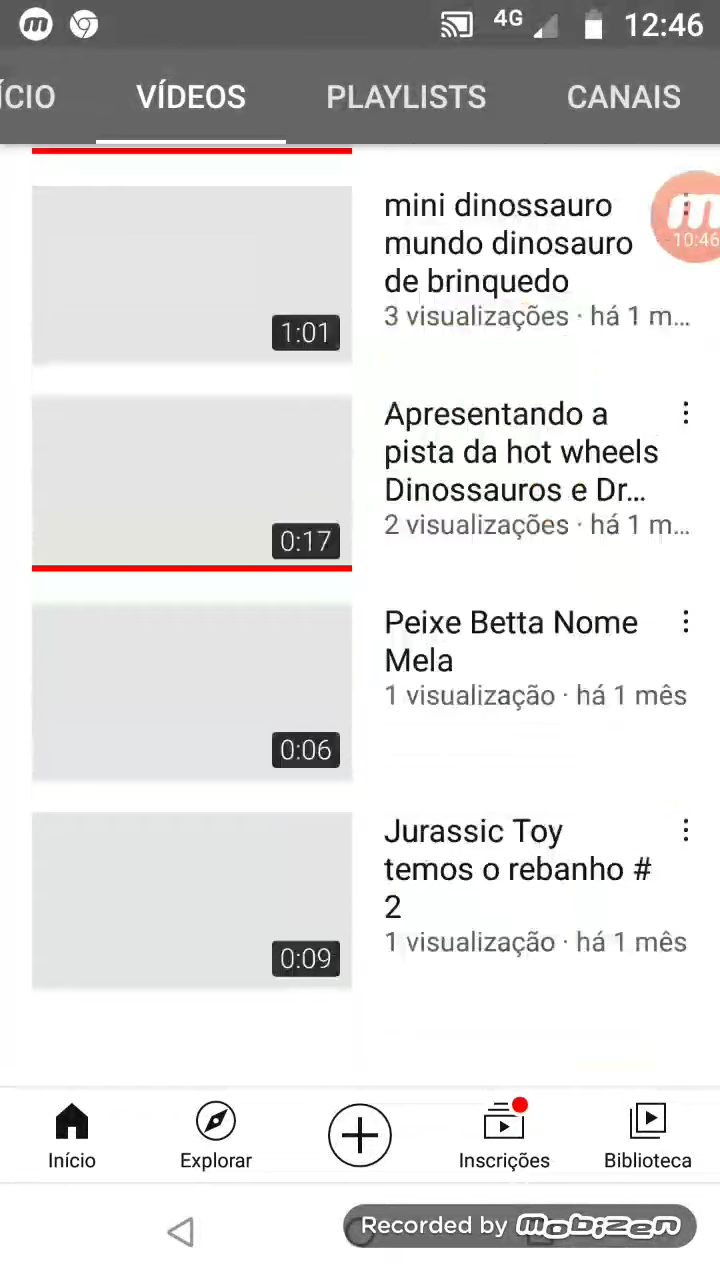 4G 12:46
ÍCIO VÍDEOS PLAYLISTS CANAIS
mini dinossauro
mundo dinosauro
de brinquedo
3 visualizações · há 1 m...
1:01
10:46
Apresentando a
pista da hot wheels
Dinossauros e Dr...
2 visualizações · há 1 m...
0:17
Peixe Betta Nome
Mela
1 visualização · há 1 mês
0:06
Jurassic Toy
temos o rebanho #
2
1 visualização · há 1 mês
0:09
Início Explorar Inscrições Biblioteca
Recorded by mobizen